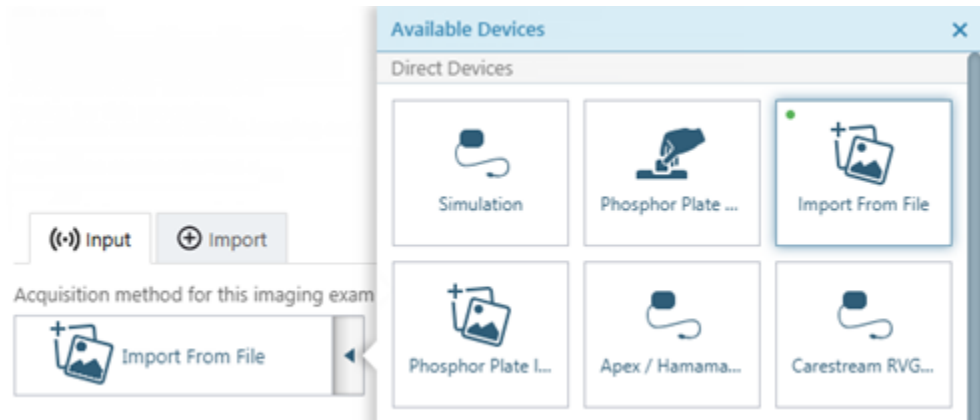 Available Devices
Direct Devices
Simulation
Phosphor Plate ...
Import From File
Phosphor Plate I...
Apex / Hamama...
Carestream RVG...
Input
Import
Acquisition method for this imaging exam
Import From File